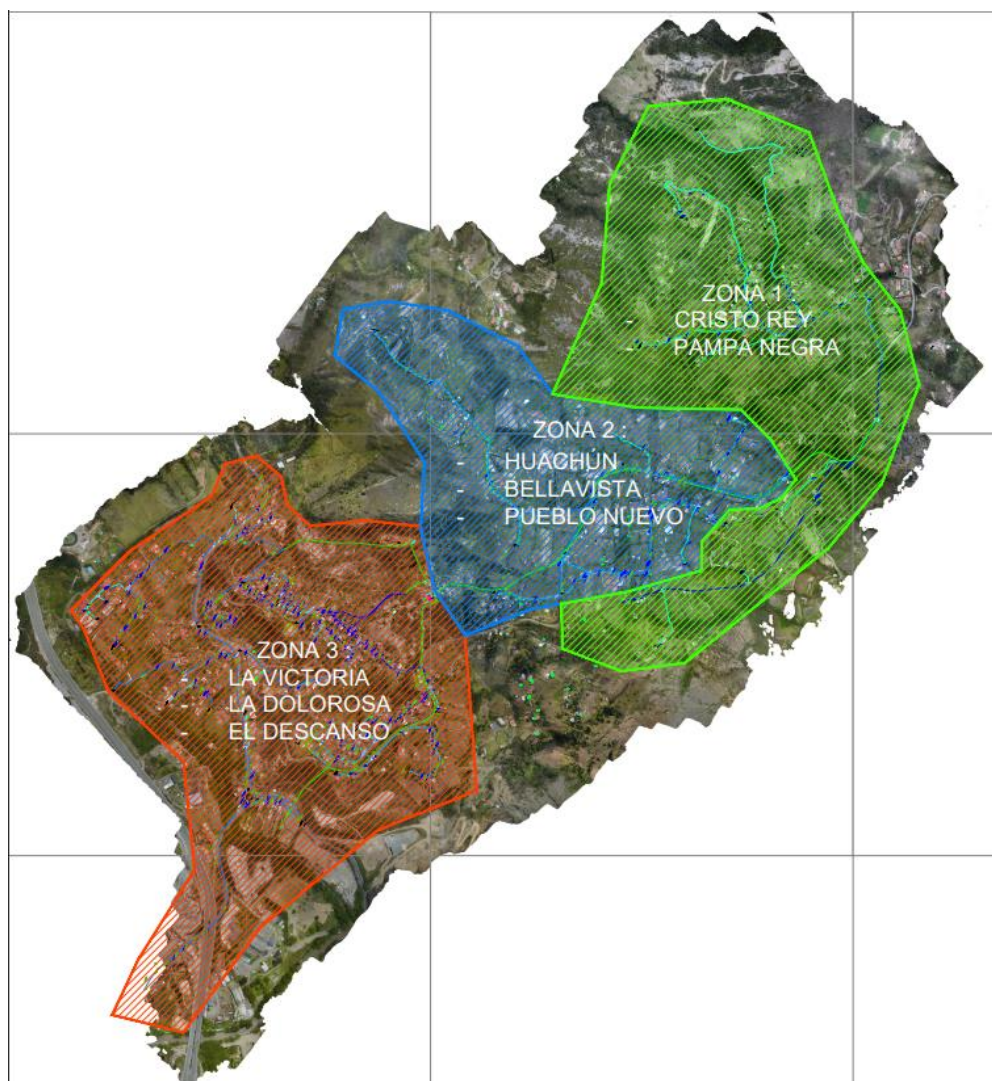 ZONA 1
- CRISTO REY
- PAMPA NEGRA
ZONA 2 :
- HUACHÚN
- BELLAVISTA
- PUEBLO NUEVO
ZONA 3 :
- LA VICTORIA
- LA DOLOROSA
- EL DESCANSO